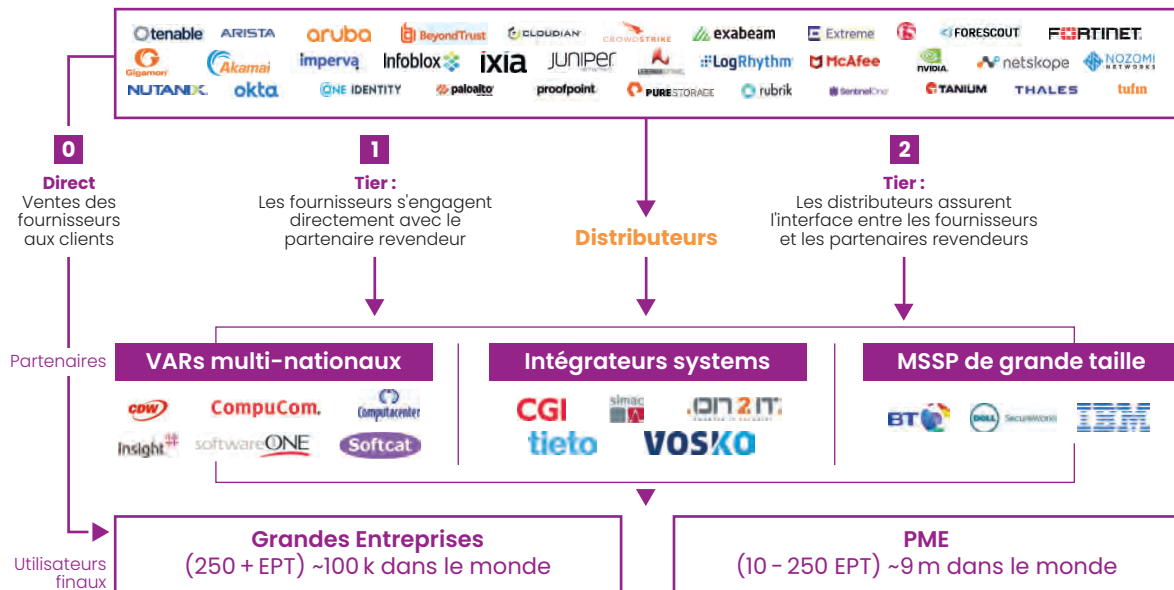 tenable ARISTA aruba BeyondTrust CLOUDIAN CROWDSTRIKE exabeam Extreme FORESCOUT FORTINET
Gigamon Akamai imperva Infoblox ixia JUNIPER NETWORKS LogRhythm McAfee NVIDIA netskope NOZOMI NETWORKS
NUTANIX okta ONE IDENTITY paloalto proofpoint PURESTORAGE rubrik SentinelOne TANIUM THALES tufin
0
Direct
Ventes des
fournisseurs
aux clients
1
Tier :
Les fournisseurs s'engagent
directement avec le
partenaire revendeur
Distributeurs
2
Tier :
Les distributeurs assurent
l'interface entre les fournisseurs
et les partenaires revendeurs
Partenaires
VARs multi-nationaux
CDW CompuCom. Computacenter
Insight softwareONE Softcat
Intégrateurs systems
CGI simac ON2IT
tieto VOSKO
MSSP de grande taille
BT DELL SecureWorks IBM
Utilisateurs
finaux
Grandes Entreprises
(250 + EPT) ~100 k dans le monde
PME
(10 - 250 EPT) ~9 m dans le monde